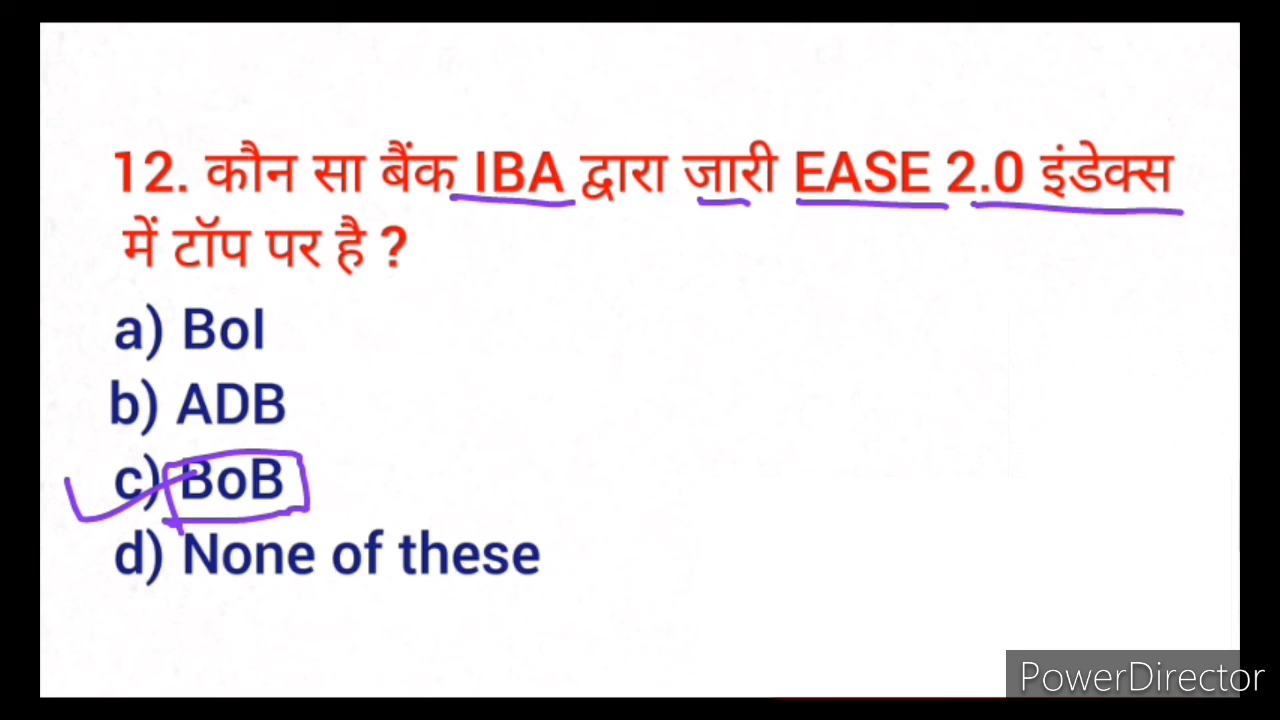 12. कौन सा बैंक IBA द्वारा जारी EASE 2.0 इंडेक्स
में टॉप पर है ?
a) BoI
b) ADB
c) BoB
d) None of these
PowerDirector